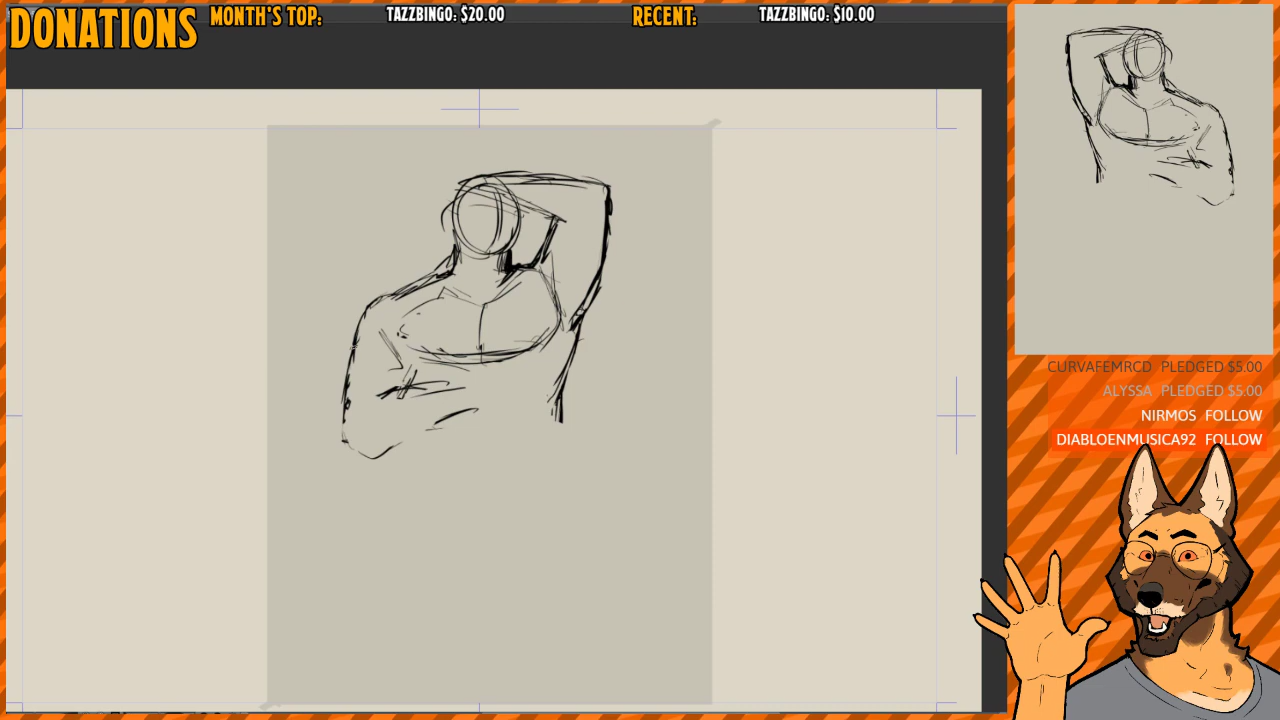 DONATIONS MONTH'S TOP: TAZZBINGO: $20.00 RECENT: TAZZBINGO: $10.00
CURVAFEMRCD PLEDGED $5.00
ALYSSA PLEDGED $5.00
NIRMOS FOLLOW
DIABLOENMUSICA92 FOLLOW